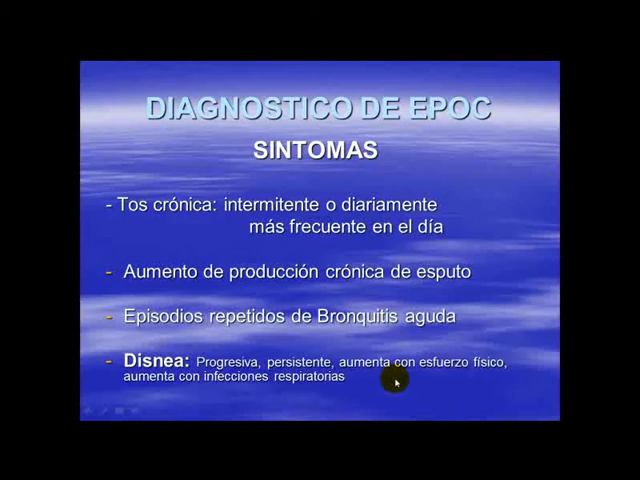 DIAGNOSTICO DE EPOC
SINTOMAS
- Tos crónica: intermitente o diariamente
más frecuente en el día
- Aumento de producción crónica de esputo
- Episodios repetidos de Bronquitis aguda
- Disnea: Progresiva, persistente, aumenta con esfuerzo físico,
aumenta con infecciones respiratorias